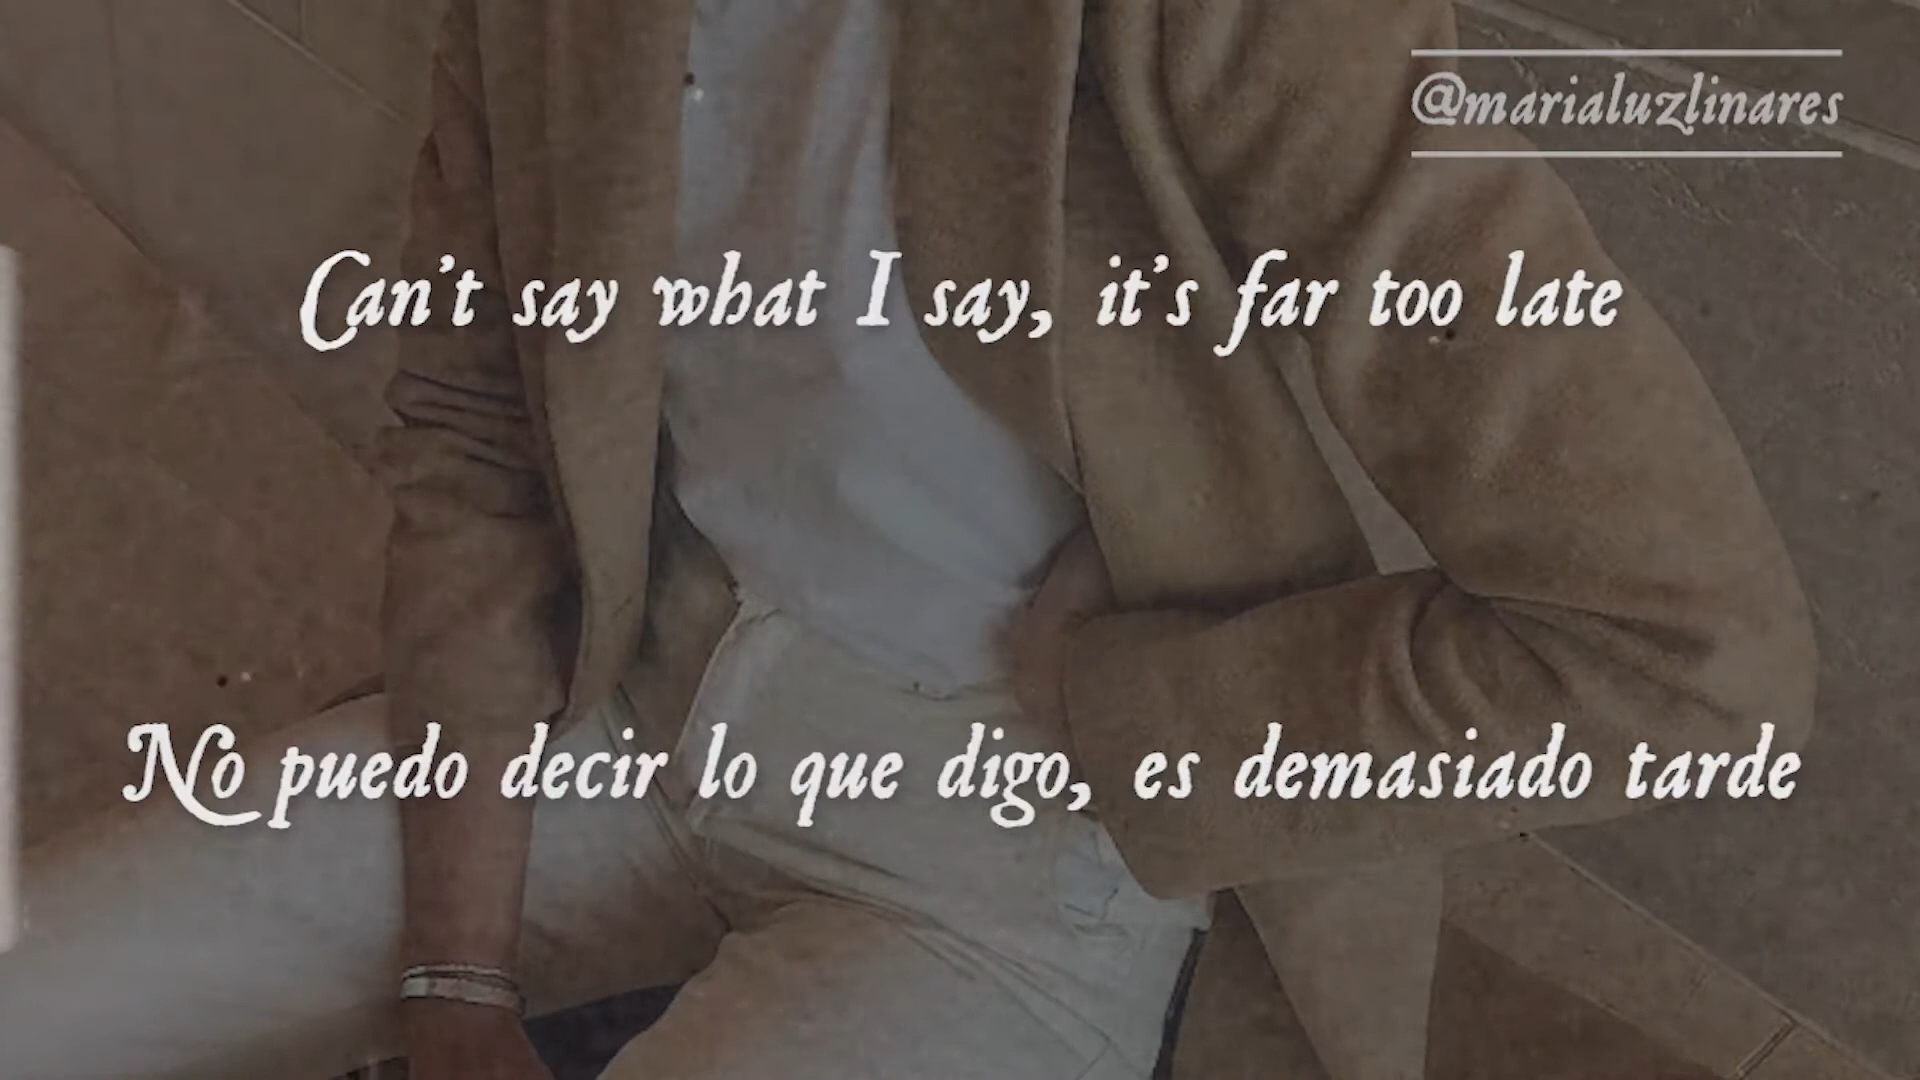 @marialuzlinares
Can't say what I say, it's far too late
No puedo decir lo que digo, es demasiado tarde